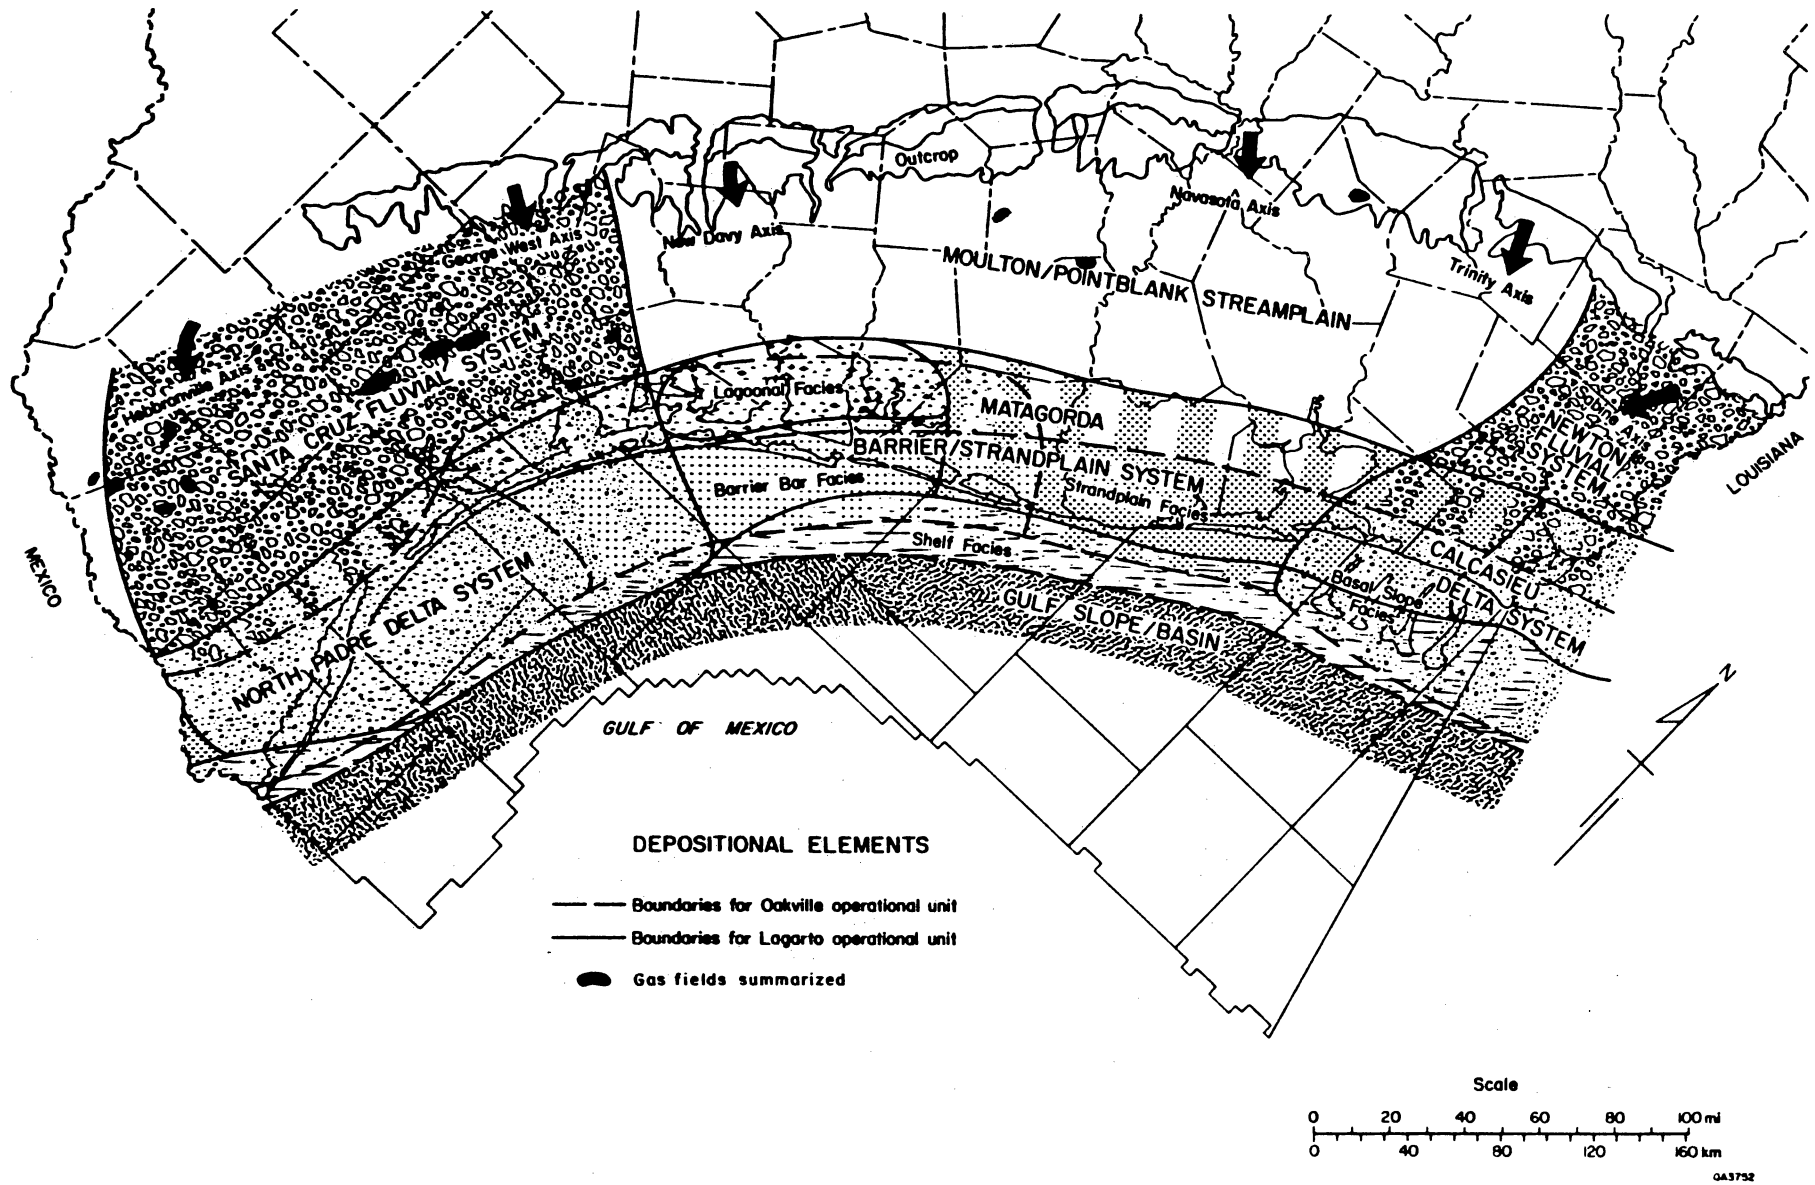 Outcrop
Navasota Axis
New Davy Axis
George West Axis
MOULTON/POINTBLANK STREAMPLAIN
Trinity Axis
Hebbronville Axis
SANTA CRUZ FLUVIAL SYSTEM
Lagoonal Facies
MATAGORDA
BARRIER/STRANDPLAIN SYSTEM
Barrier Bar Facies
Strandplain Facies
Sabine Axis
NEWTON
FLUVIAL
SYSTEM
LOUISIANA
MEXICO
Shelf Facies
CALCASIEU
DELTA SYSTEM
Basal Slope
Facies
NORTH PADRE DELTA SYSTEM
GULF SLOPE/BASIN
N
GULF OF MEXICO
DEPOSITIONAL ELEMENTS
Boundaries for Oakville operational unit
Boundaries for Lagarto operational unit
Gas fields summarized
Scale
0 20 40 60 80 100 mi
0 40 80 120 160 km
QA3752